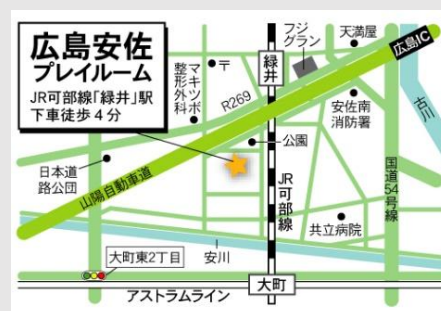 広島安佐
プレイルーム
JR可部線「緑井」駅
下車徒歩4分
マキツボ
整形外科
〒
緑井
フジ
グラン
天満屋
広島IC
R269
安佐南
消防署
古川
公園
日本道
路公団
山陽自動車道
JR可部線
国道54号線
共立病院
安川
大町東2丁目
大町
アストラムライン